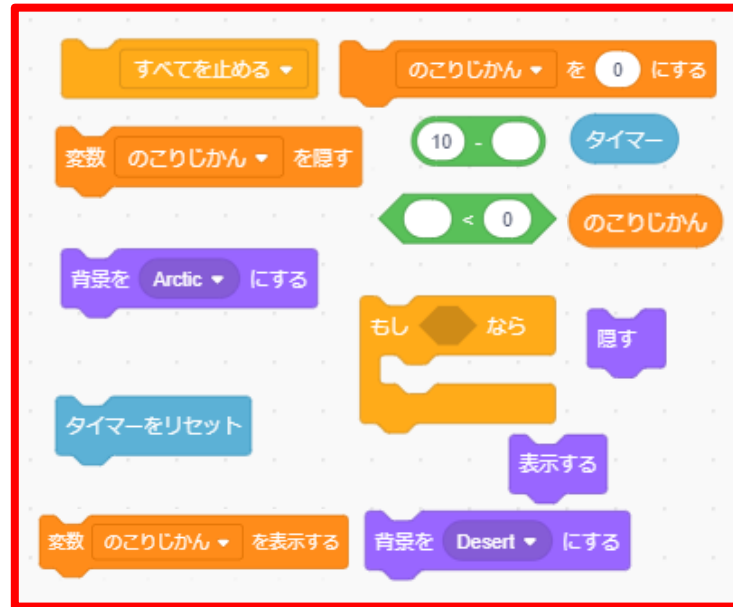 すべてを止める
のこりじかん を 0 にする
変数 のこりじかん を隠す
10 -
タイマー
< 0
のこりじかん
背景を Arctic にする
もし なら
隠す
タイマーをリセット
表示する
変数 のこりじかん を表示する
背景を Desert にする